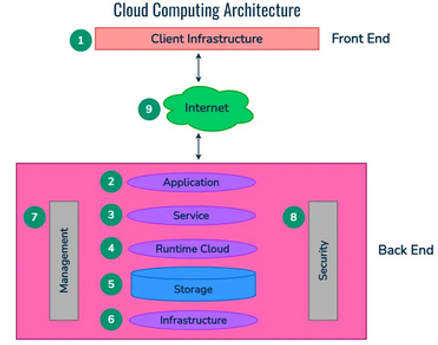 Cloud Computing Architecture
1 Client Infrastructure Front End
9 Internet
2 Application
3 Service
4 Runtime Cloud
5 Storage
6 Infrastructure
7 Management
8 Security
Back End